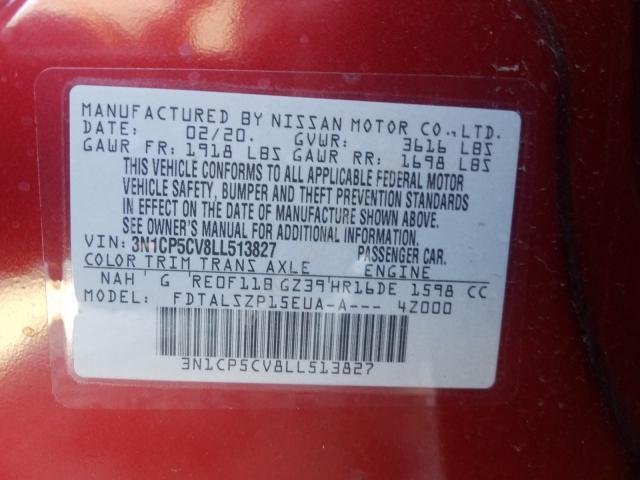 MANUFACTURED BY NISSAN MOTOR CO.,LTD.
DATE: 02/20. GVWR: 3616 LBS
GAWR FR: 1918 LBS GAWR RR: 1698 LBS
THIS VEHICLE CONFORMS TO ALL APPLICABLE FEDERAL MOTOR
VEHICLE SAFETY, BUMPER AND THEFT PREVENTION STANDARDS
IN EFFECT ON THE DATE OF MANUFACTURE SHOWN ABOVE.
SEE OWNER'S MANUAL FOR ADDITIONAL INFORMATION.
VIN: 3N1CP5CV8LL513827 PASSENGER CAR.
COLOR TRIM TRANS AXLE ENGINE
NAH G RE0F11B GZ39 HR16DE 1598 CC
MODEL: FDTALSZP15EUA-A--- 4Z000
3N1CP5CV8LL513827